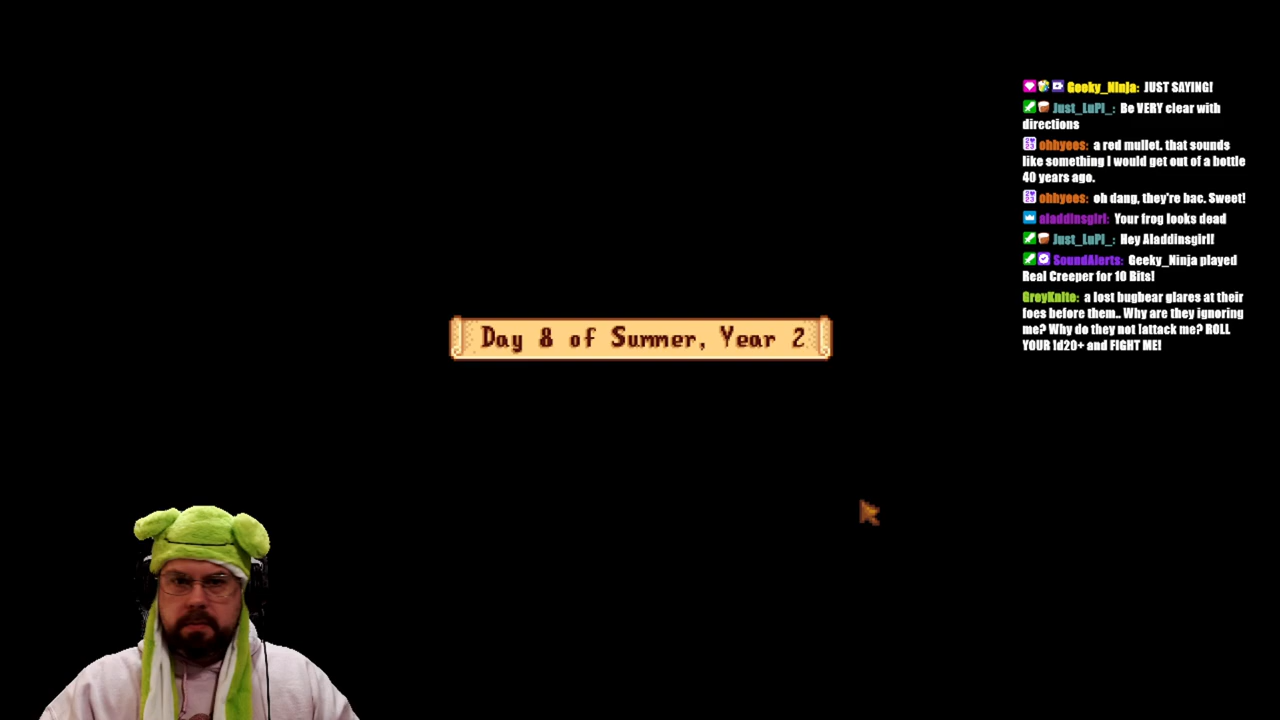 Geeky_Ninja: JUST SAYING!
Just_LuPi_: Be VERY clear with
directions
ohhyees: a red mullet. that sounds
like something I would get out of a bottle
40 years ago.
ohhyees: oh dang, they're bac. Sweet!
aladdinsgirl: Your frog looks dead
Just_LuPi_: Hey Aladdinsgirl!
SoundAlerts: Geeky_Ninja played
Real Creeper for 10 Bits!
GreyKnite: a lost bugbear glares at their
foes before them.. Why are they ignoring
me? Why do they not !attack me? ROLL
YOUR !d20+ and FIGHT ME!
Day 8 of Summer, Year 2